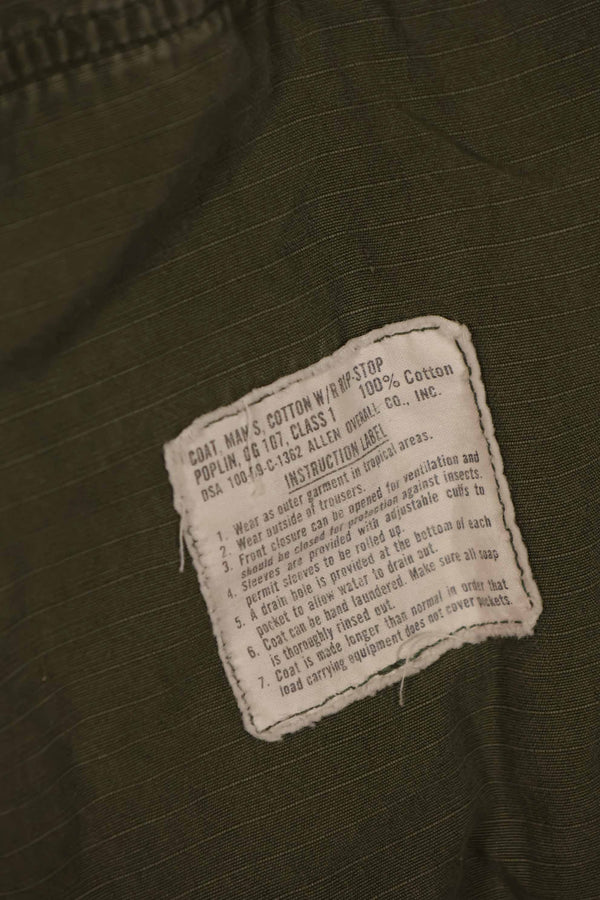 COAT, MAN'S, COTTON W/R RIP-STOP
POPLIN, OG 107, CLASS 1 100% Cotton
DSA 100-69-C-1362 ALLEN OVERALL CO., INC.
INSTRUCTION LABEL
1. Wear as outer garment in tropical areas.
2. Wear outside of trousers.
3. Front closure can be opened for ventilation and
should be closed for protection against insects.
4. Sleeves are provided with adjustable cuffs to
permit sleeves to be rolled up.
5. A drain hole is provided at the bottom of each
pocket to allow water to drain out.
6. Coat can be hand laundered. Make sure all soap
is thoroughly rinsed out.
7. Coat is made longer than normal in order that
load carrying equipment does not cover pockets.